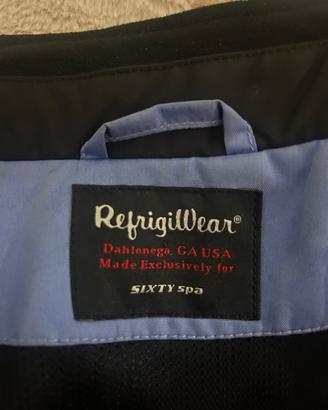 RefrigiWear®
Dahlonega, GA USA
Made Exclusively for
SIXTY spa